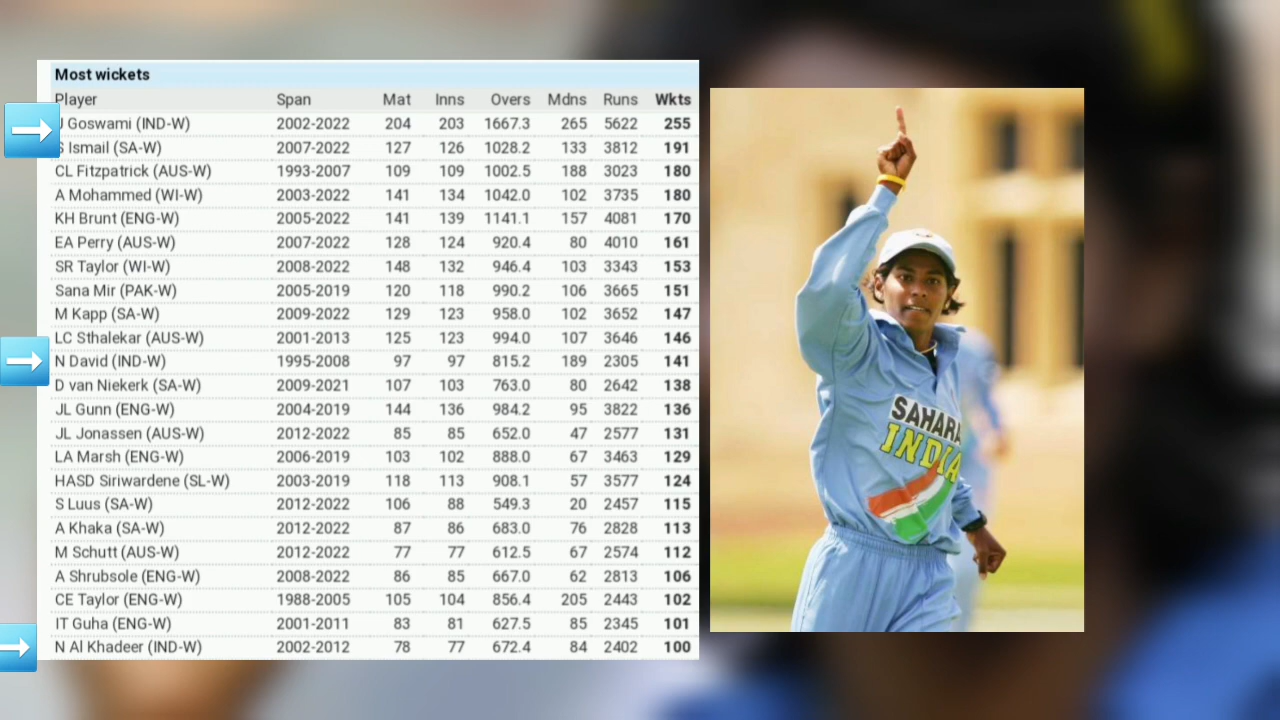 Most wickets
Player Span Mat Inns Overs Mdns Runs Wkts
J Goswami (IND-W) 2002-2022 204 203 1667.3 265 5622 255
S Ismail (SA-W) 2007-2022 127 126 1028.2 133 3812 191
CL Fitzpatrick (AUS-W) 1993-2007 109 109 1002.5 188 3023 180
A Mohammed (WI-W) 2003-2022 141 134 1042.0 102 3735 180
KH Brunt (ENG-W) 2005-2022 141 139 1141.1 157 4081 170
EA Perry (AUS-W) 2007-2022 128 124 920.4 80 4010 161
SR Taylor (WI-W) 2008-2022 148 132 946.4 103 3343 153
Sana Mir (PAK-W) 2005-2019 120 118 990.2 106 3665 151
M Kapp (SA-W) 2009-2022 129 123 958.0 102 3652 147
LC Sthalekar (AUS-W) 2001-2013 125 123 994.0 107 3646 146
N David (IND-W) 1995-2008 97 97 815.2 189 2305 141
D van Niekerk (SA-W) 2009-2021 107 103 763.0 80 2642 138
JL Gunn (ENG-W) 2004-2019 144 136 984.2 95 3822 136
JL Jonassen (AUS-W) 2012-2022 85 85 652.0 47 2577 131
LA Marsh (ENG-W) 2006-2019 103 102 888.0 67 3463 129
HASD Siriwardene (SL-W) 2003-2019 118 113 908.1 57 3577 124
S Luus (SA-W) 2012-2022 106 88 549.3 20 2457 115
A Khaka (SA-W) 2012-2022 87 86 683.0 76 2828 113
M Schutt (AUS-W) 2012-2022 77 77 612.5 67 2574 112
A Shrubsole (ENG-W) 2008-2022 86 85 667.0 62 2813 106
CE Taylor (ENG-W) 1988-2005 105 104 856.4 205 2443 102
IT Guha (ENG-W) 2001-2011 83 81 627.5 85 2345 101
N Al Khadeer (IND-W) 2002-2012 78 77 672.4 84 2402 100
SAHARA
INDIA